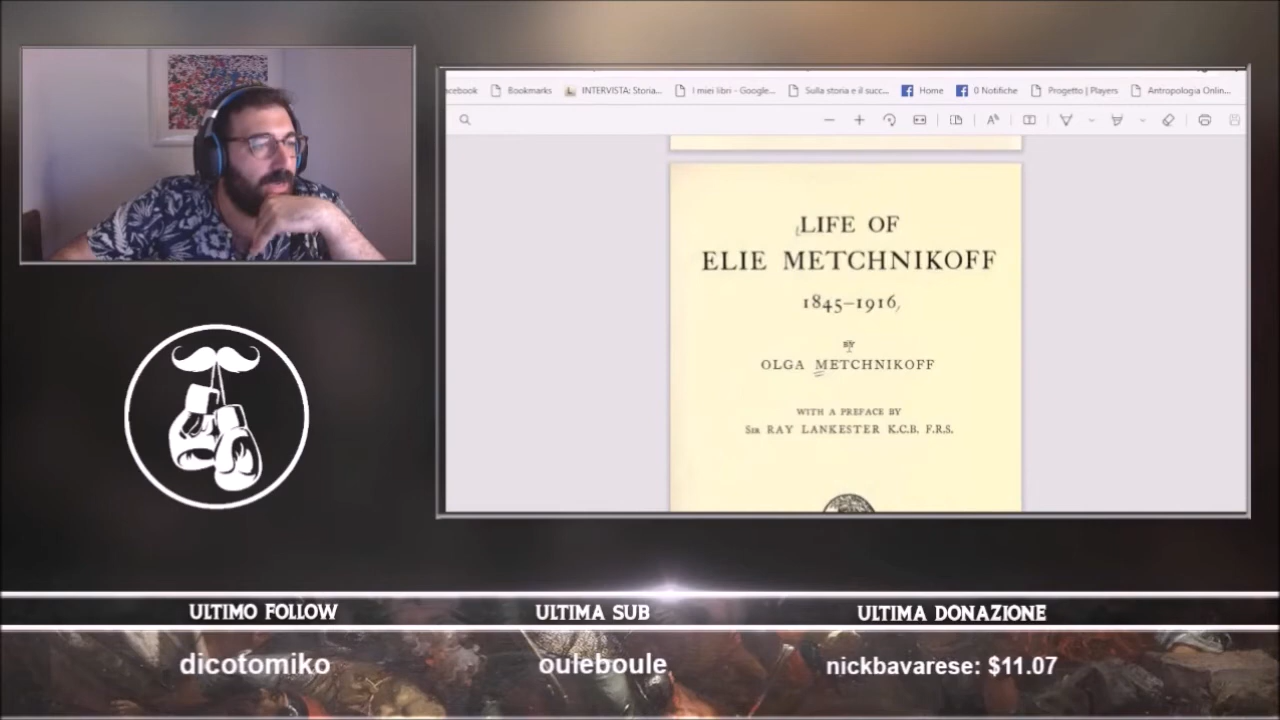 acebook
Bookmarks
INTERVISTA: Storia...
I miei libri - Google...
Sulla storia e il succ...
Home
0 Notifiche
Progetto | Players
Antropologia Onlin...
LIFE OF
ELIE METCHNIKOFF
1845–1916
BY
OLGA METCHNIKOFF
WITH A PREFACE BY
SIR RAY LANKESTER K.C.B. F.R.S.
ULTIMO FOLLOW
ULTIMA SUB
ULTIMA DONAZIONE
dicotomiko
ouleboule
nickbavarese: $11.07